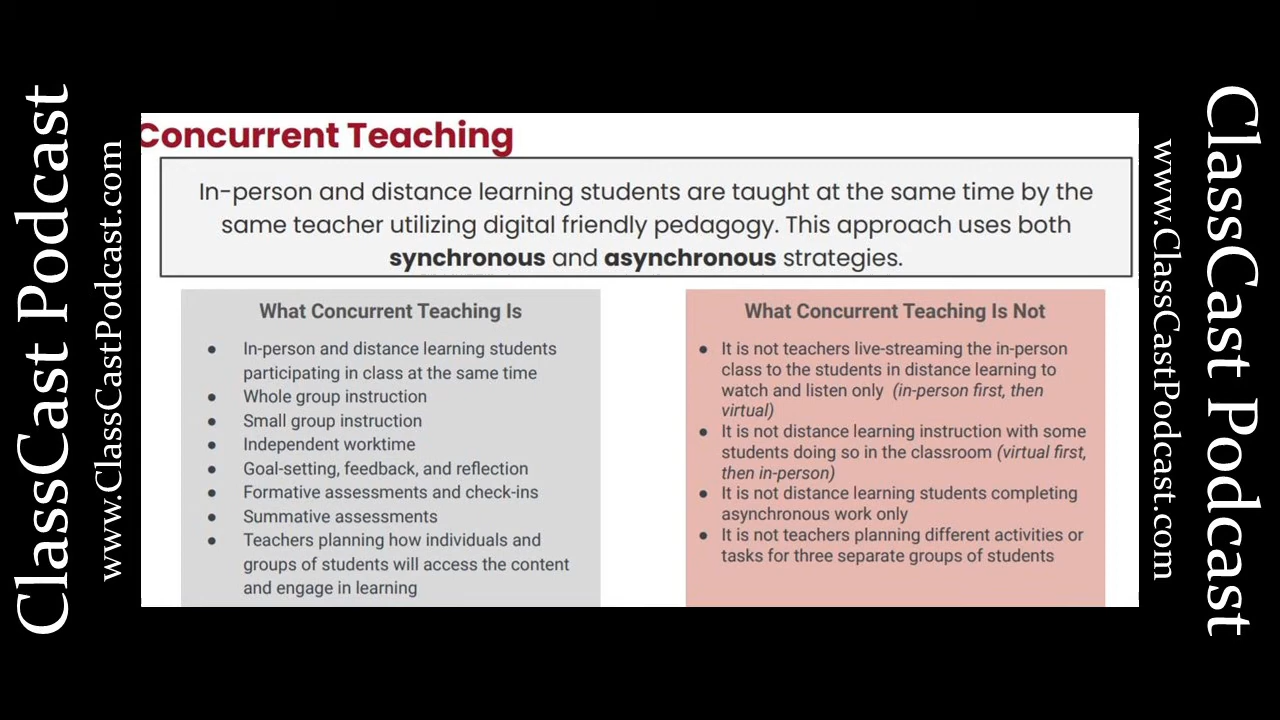 ClassCast Podcast
www.ClassCastPodcast.com
Concurrent Teaching
In-person and distance learning students are taught at the same time by the
same teacher utilizing digital friendly pedagogy. This approach uses both
synchronous and asynchronous strategies.
What Concurrent Teaching Is
● In-person and distance learning students
participating in class at the same time
● Whole group instruction
● Small group instruction
● Independent worktime
● Goal-setting, feedback, and reflection
● Formative assessments and check-ins
● Summative assessments
● Teachers planning how individuals and
groups of students will access the content
and engage in learning
What Concurrent Teaching Is Not
● It is not teachers live-streaming the in-person
class to the students in distance learning to
watch and listen only (in-person first, then
virtual)
● It is not distance learning instruction with some
students doing so in the classroom (virtual first,
then in-person)
● It is not distance learning students completing
asynchronous work only
● It is not teachers planning different activities or
tasks for three separate groups of students
www.ClassCastPodcast.com
ClassCast Podcast